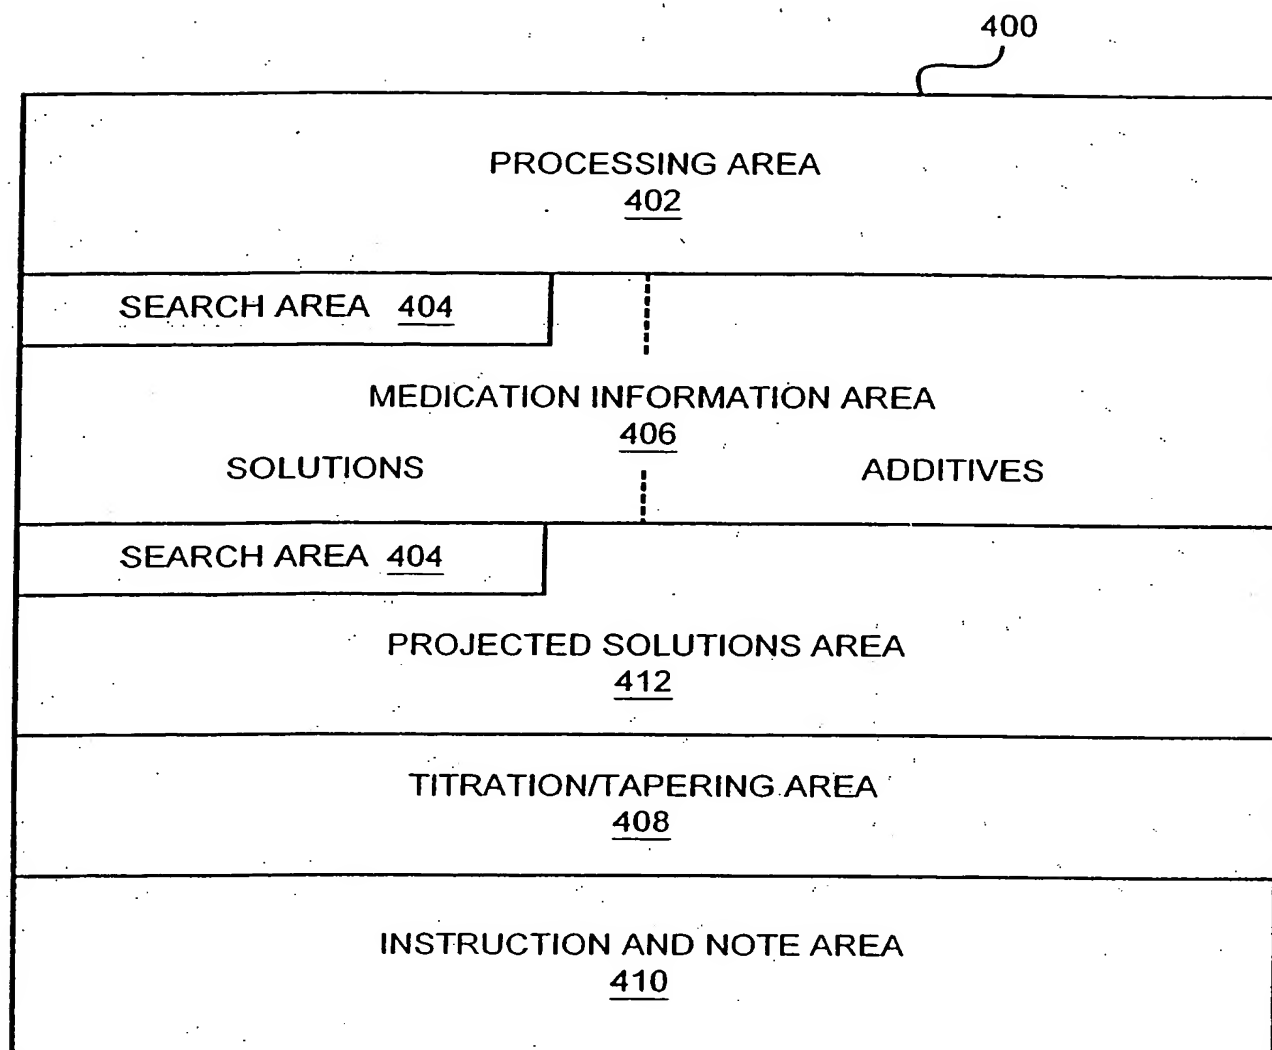 400
PROCESSING AREA
402
SEARCH AREA 404
MEDICATION INFORMATION AREA
406
SOLUTIONS ADDITIVES
SEARCH AREA 404
PROJECTED SOLUTIONS AREA
412
TITRATION/TAPERING AREA
408
INSTRUCTION AND NOTE AREA
410